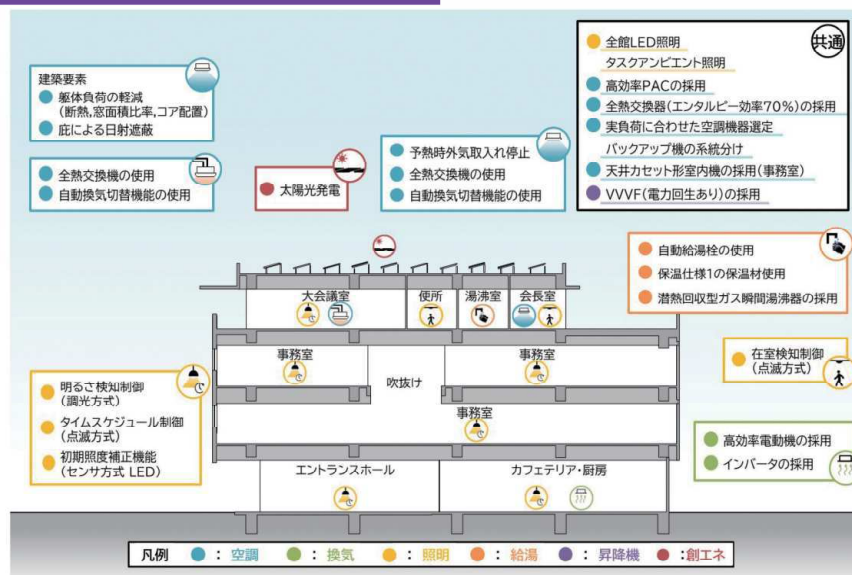 建築要素
躯体負荷の軽減
(断熱,窓面積比率,コア配置)
庇による日射遮蔽
全熱交換機の使用
自動換気切替機能の使用
太陽光発電
予熱時外気取入れ停止
全熱交換機の使用
自動換気切替機能の使用
共通
全館LED照明
タスクアンビエント照明
高効率PACの採用
全熱交換器(エンタルピー効率70%)の採用
実負荷に合わせた空調機器選定
バックアップ機の系統分け
天井カセット形室内機の採用(事務室)
VVVF(電力回生あり)の採用
自動給湯栓の使用
保温仕様1の保温材使用
潜熱回収型ガス瞬間湯沸器の採用
大会議室
便所
湯沸室
会長室
事務室
吹抜け
事務室
事務室
エントランスホール
カフェテリア・厨房
明るさ検知制御
(調光方式)
タイムスケジュール制御
(点滅方式)
初期照度補正機能
(センサ方式 LED)
在室検知制御
(点滅方式)
高効率電動機の採用
インバータの採用
凡例 : 空調 : 換気 : 照明 : 給湯 : 昇降機 :創エネ